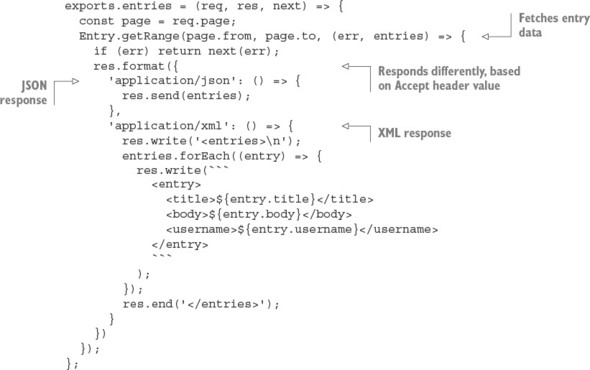 exports.entries = (req, res, next) => {
const page = req.page;
Entry.getRange(page.from, page.to, (err, entries) => {
Fetches entry
data
if (err) return next(err);
res.format({
Responds differently, based
on Accept header value
JSON
response
'application/json': () => {
res.send(entries);
},
'application/xml': () => {
XML response
res.write('<entries>\n');
entries.forEach((entry) => {
res.write(```
<entry>
<title>${entry.title}</title>
<body>${entry.body}</body>
<username>${entry.username}</username>
</entry>
```
);
});
res.end('</entries>');
}
})
});
};